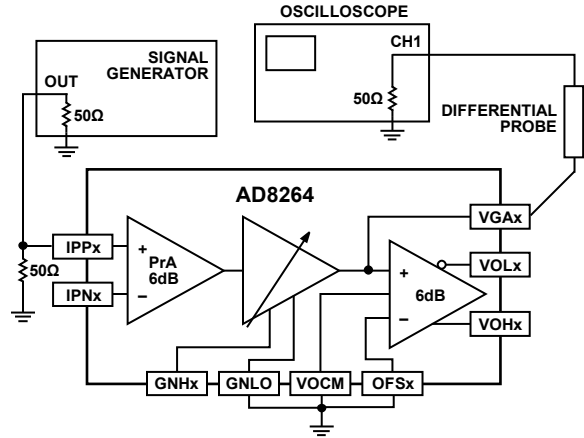 OSCILLOSCOPE
SIGNAL
GENERATOR
OUT
50Ω
CH1
50Ω
DIFFERENTIAL
PROBE
AD8264
VGAx
IPPx
+
PrA
6dB
–
+
6dB
–
VOLx
50Ω
IPNx
VOHx
GNHx
GNLO
VOCM
OFSx